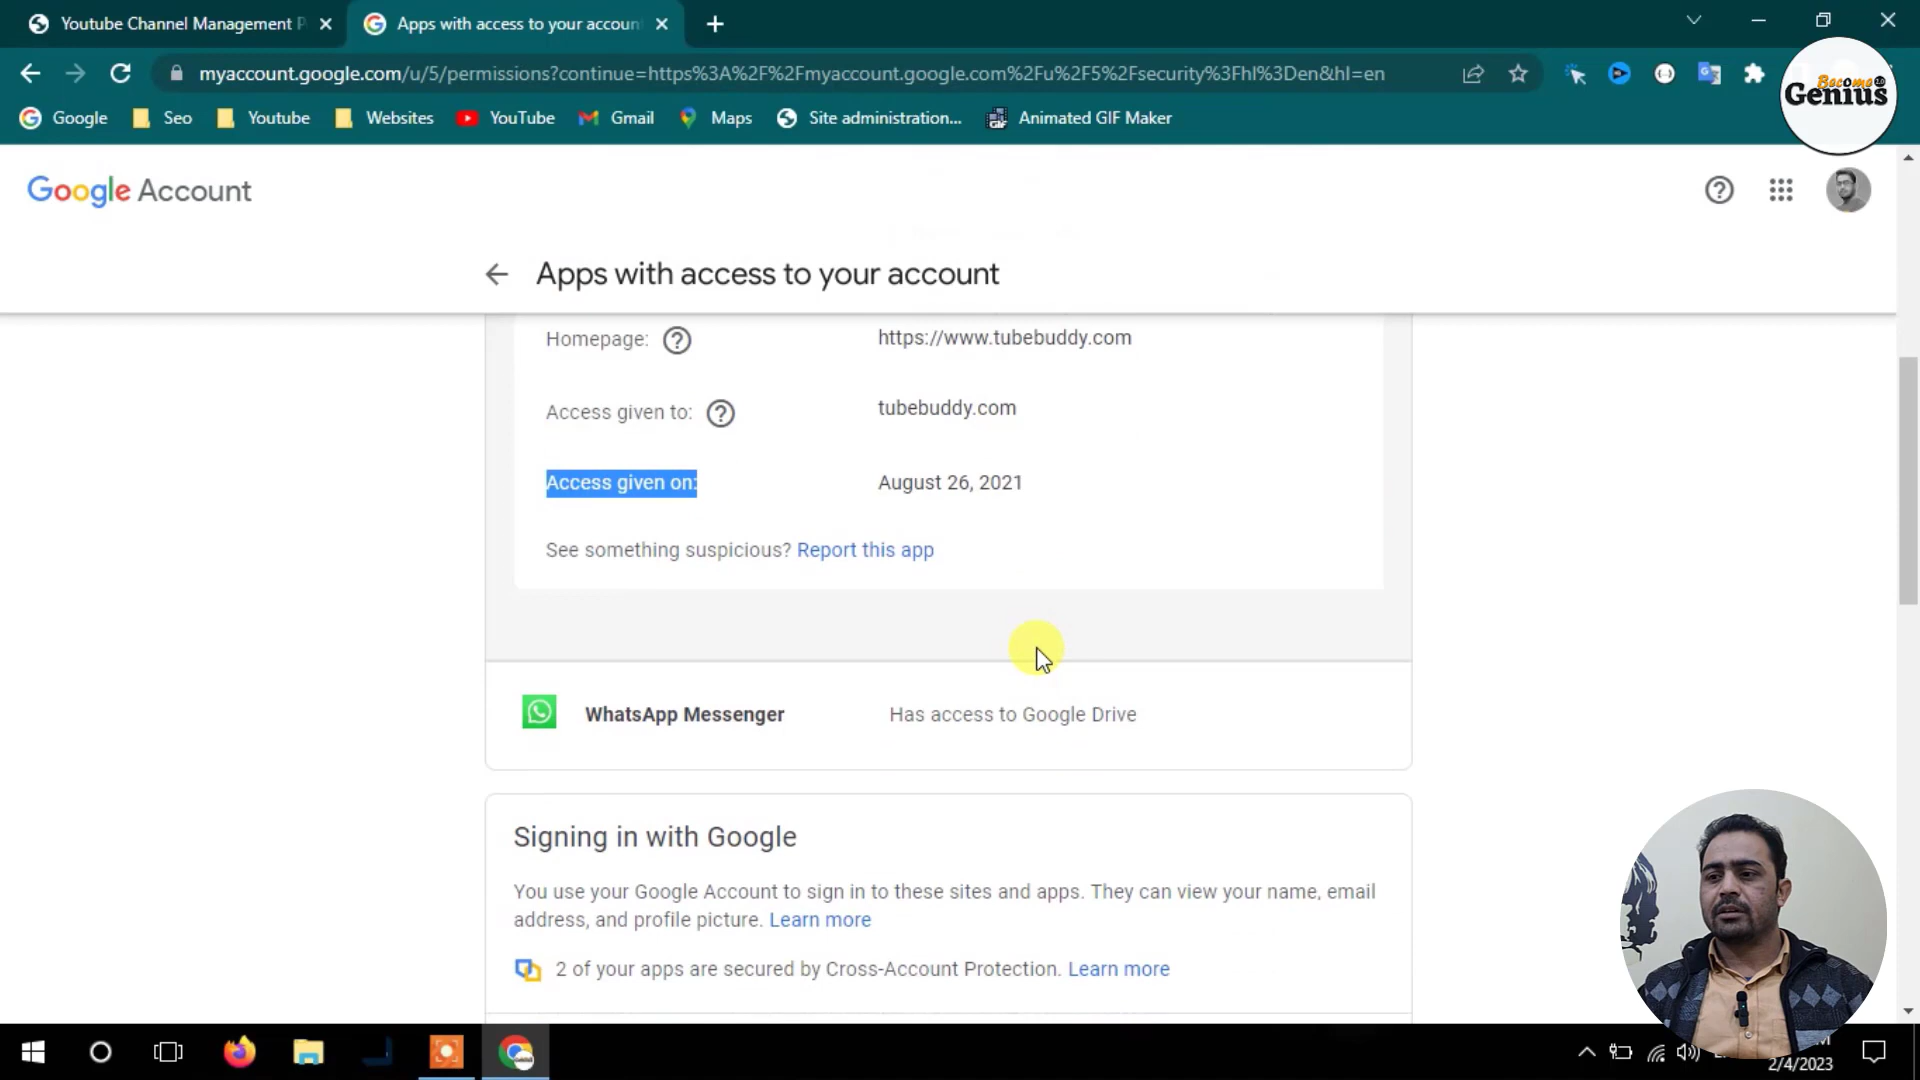 Youtube Channel Management P
Apps with access to your accoun
myaccount.google.com/u/5/permissions?continue=https%3A%2F%2Fmyaccount.google.com%2Fu%2F5%2Fsecurity%3Fhl%3Den&hl=en
Become 2.0
Genius
Google Seo Youtube Websites YouTube Gmail Maps Site administration... Animated GIF Maker
Google Account
Apps with access to your account
Homepage: https://www.tubebuddy.com
Access given to: tubebuddy.com
Access given on: August 26, 2021
See something suspicious? Report this app
WhatsApp Messenger Has access to Google Drive
Signing in with Google
You use your Google Account to sign in to these sites and apps. They can view your name, email
address, and profile picture. Learn more
2 of your apps are secured by Cross-Account Protection. Learn more
2/4/2023